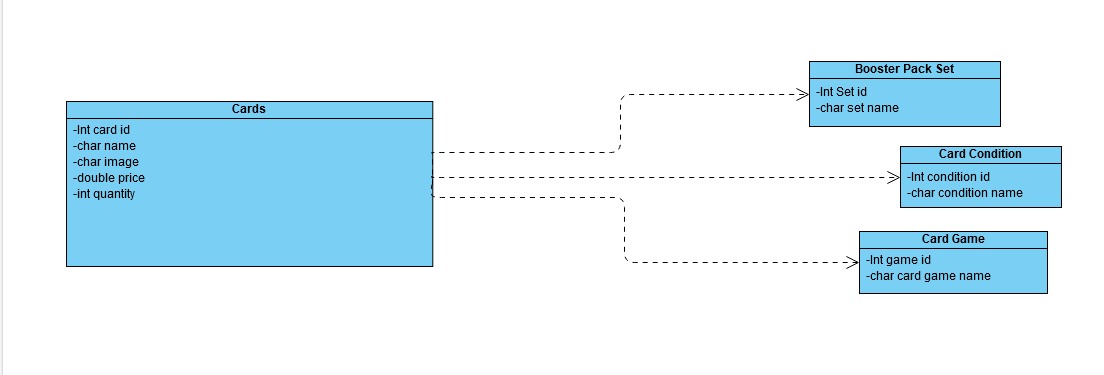 Cards
-Int card id
-char name
-char image
-double price
-int quantity
Booster Pack Set
-Int Set id
-char set name
Card Condition
-Int condition id
-char condition name
Card Game
-Int game id
-char card game name